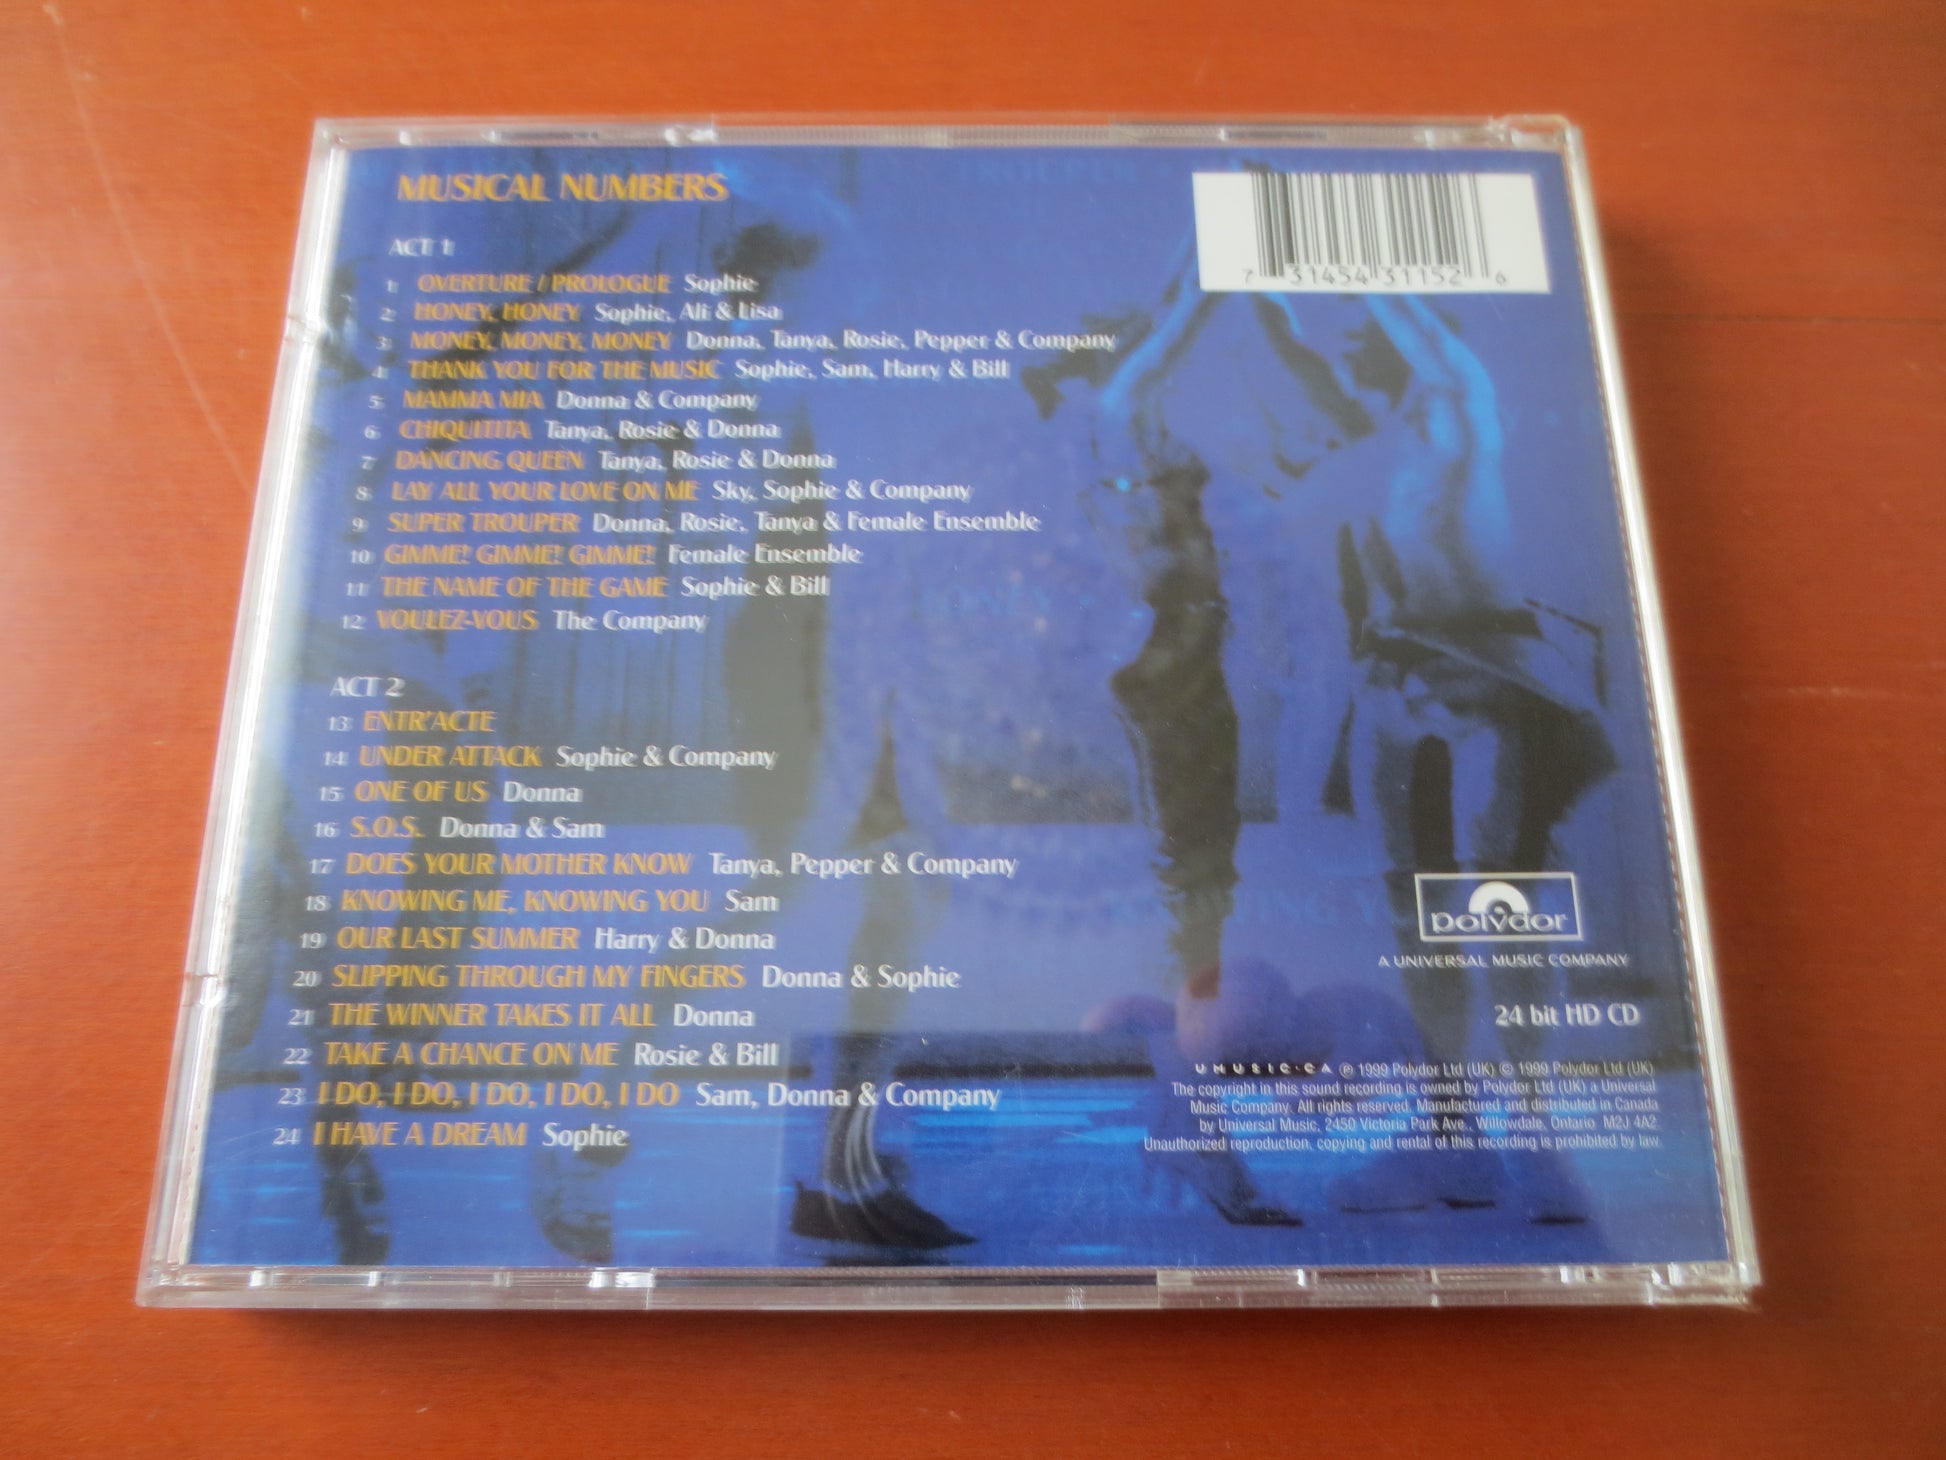 MUSICAL NUMBERS
ACT 1
1 OVERTURE / PROLOGUE Sophie
2 HONEY, HONEY Sophie, Ali & Lisa
3 MONEY, MONEY, MONEY Donna, Tanya, Rosie, Pepper & Company
4 THANK YOU FOR THE MUSIC Sophie, Sam, Harry & Bill
5 MAMMA MIA Donna & Company
6 CHIQUITITA Tanya, Rosie & Donna
7 DANCING QUEEN Tanya, Rosie & Donna
8 LAY ALL YOUR LOVE ON ME Sky, Sophie & Company
9 SUPER TROUPER Donna, Rosie, Tanya & Female Ensemble
10 GIMME! GIMME! GIMME! Female Ensemble
11 THE NAME OF THE GAME Sophie & Bill
12 VOULEZ-VOUS The Company
ACT 2
13 ENTR'ACTE
14 UNDER ATTACK Sophie & Company
15 ONE OF US Donna
16 S.O.S. Donna & Sam
17 DOES YOUR MOTHER KNOW Tanya, Pepper & Company
18 KNOWING ME, KNOWING YOU Sam
19 OUR LAST SUMMER Harry & Donna
20 SLIPPING THROUGH MY FINGERS Donna & Sophie
21 THE WINNER TAKES IT ALL Donna
22 TAKE A CHANCE ON ME Rosie & Bill
23 I DO, I DO, I DO, I DO, I DO Sam, Donna & Company
24 I HAVE A DREAM Sophie
7 31454 31152 6
polydor
A UNIVERSAL MUSIC COMPANY
24 bit HD CD
UMUSIC.CA ℗ 1999 Polydor Ltd (UK) © 1999 Polydor Ltd (UK)
The copyright in this sound recording is owned by Polydor Ltd (UK) a Universal
Music Company. All rights reserved. Manufactured and distributed in Canada
by Universal Music, 2450 Victoria Park Ave., Willowdale, Ontario M2J 4A2.
Unauthorized reproduction, copying and rental of this recording is prohibited by law.